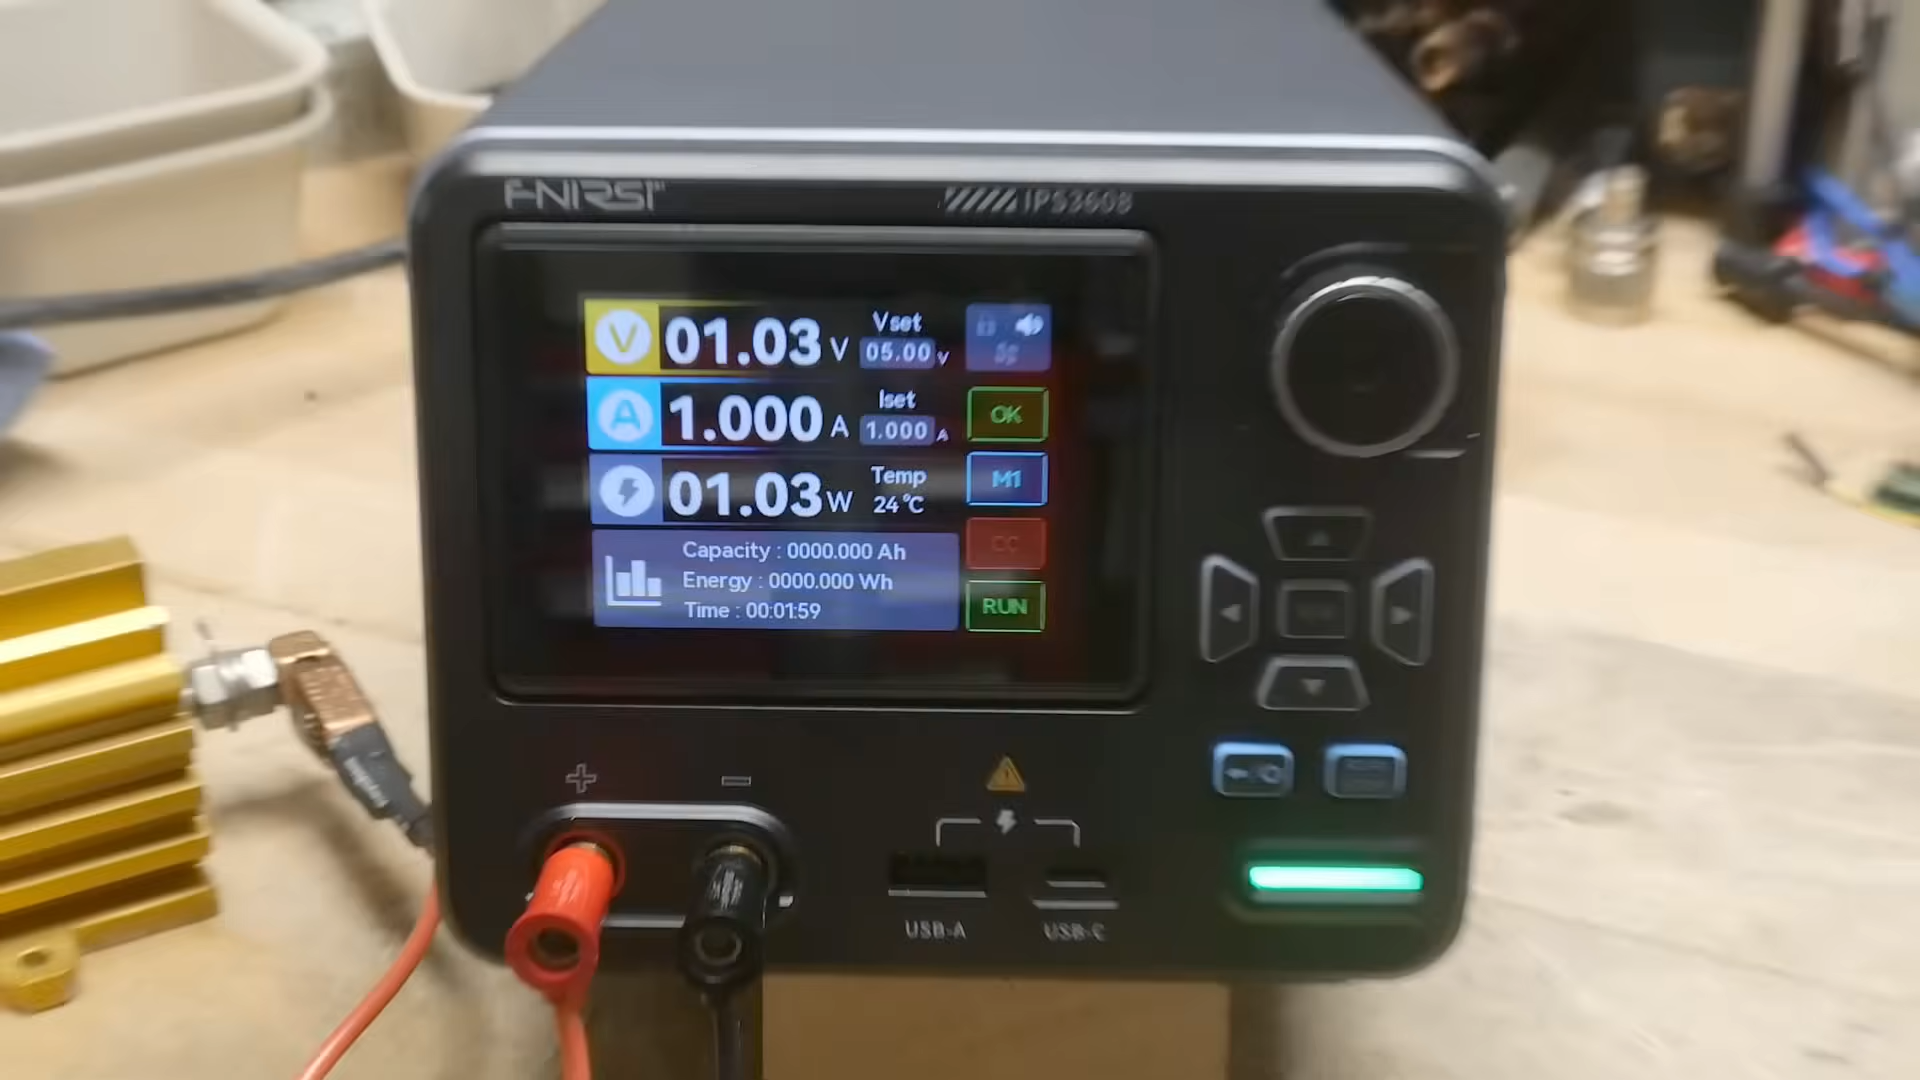 FNIRSI
IPS3608
V 01.03 V Vset 05.00 V
A 1.000 A Iset 1.000 A OK
01.03 W Temp 24℃ M1
CC
Capacity : 0000.000 Ah
Energy : 0000.000 Wh
Time : 00:01:59 RUN
USB-A USB-C